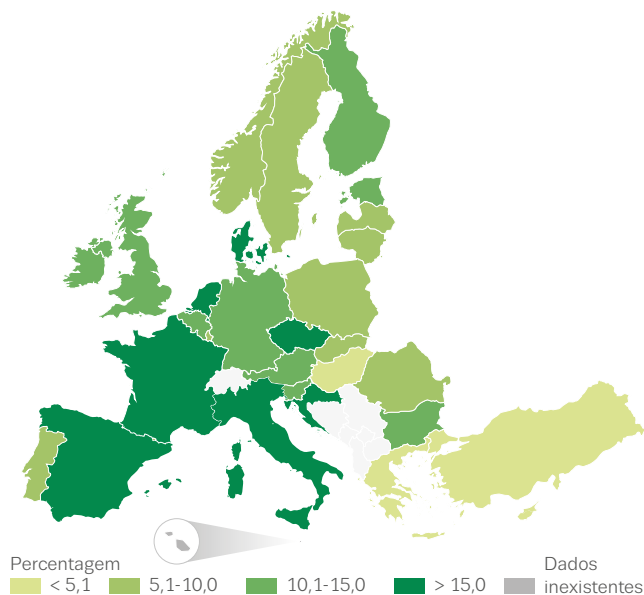 Percentagem
< 5,1
5,1-10,0
10,1-15,0
> 15,0
Dados
inexistentes